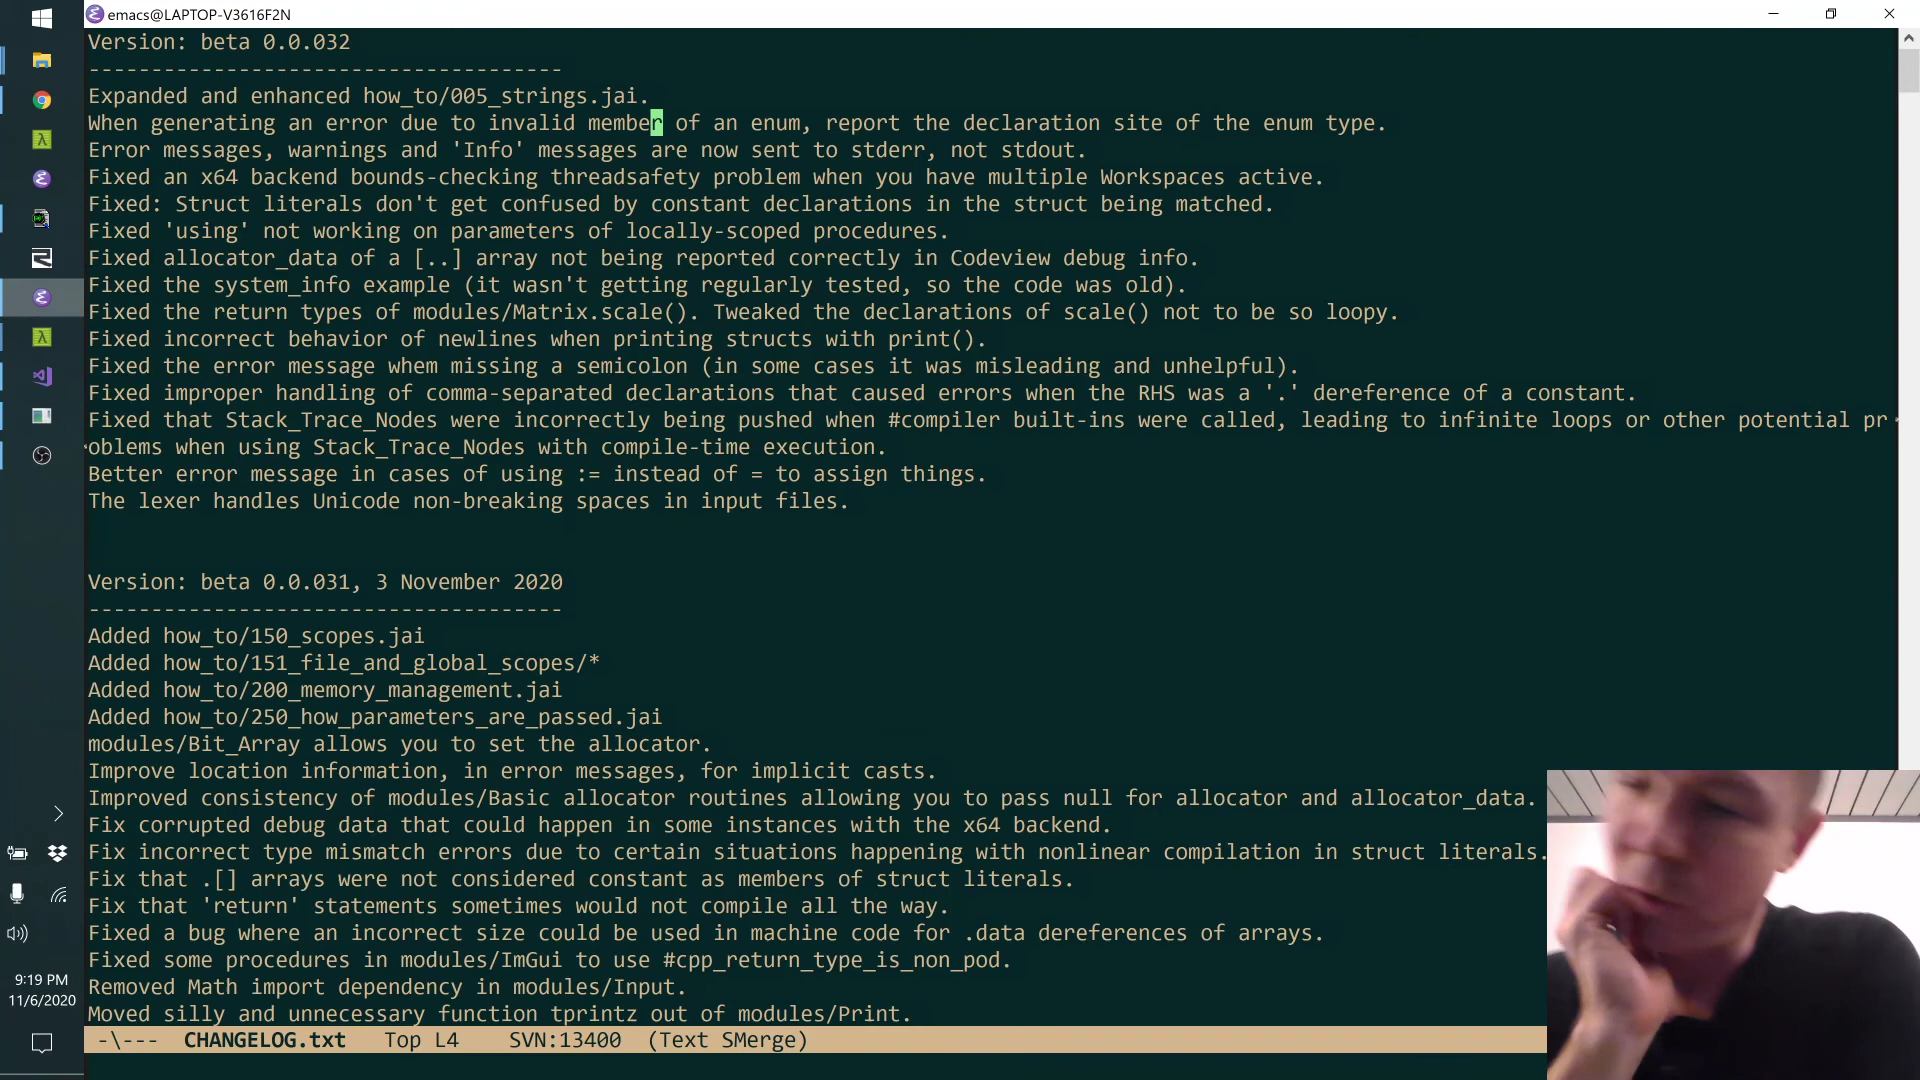 emacs@LAPTOP-V3616F2N
Version: beta 0.0.032
--------------------------------------
Expanded and enhanced how_to/005_strings.jai.
When generating an error due to invalid member of an enum, report the declaration site of the enum type.
Error messages, warnings and 'Info' messages are now sent to stderr, not stdout.
Fixed an x64 backend bounds-checking threadsafety problem when you have multiple Workspaces active.
Fixed: Struct literals don't get confused by constant declarations in the struct being matched.
Fixed 'using' not working on parameters of locally-scoped procedures.
Fixed allocator_data of a [..] array not being reported correctly in Codeview debug info.
Fixed the system_info example (it wasn't getting regularly tested, so the code was old).
Fixed the return types of modules/Matrix.scale(). Tweaked the declarations of scale() not to be so loopy.
Fixed incorrect behavior of newlines when printing structs with print().
Fixed the error message whem missing a semicolon (in some cases it was misleading and unhelpful).
Fixed improper handling of comma-separated declarations that caused errors when the RHS was a '.' dereference of a constant.
Fixed that Stack_Trace_Nodes were incorrectly being pushed when #compiler built-ins were called, leading to infinite loops or other potential pr
oblems when using Stack_Trace_Nodes with compile-time execution.
Better error message in cases of using := instead of = to assign things.
The lexer handles Unicode non-breaking spaces in input files.
Version: beta 0.0.031, 3 November 2020
--------------------------------------
Added how_to/150_scopes.jai
Added how_to/151_file_and_global_scopes/*
Added how_to/200_memory_management.jai
Added how_to/250_how_parameters_are_passed.jai
modules/Bit_Array allows you to set the allocator.
Improve location information, in error messages, for implicit casts.
Improved consistency of modules/Basic allocator routines allowing you to pass null for allocator and allocator_data.
Fix corrupted debug data that could happen in some instances with the x64 backend.
Fix incorrect type mismatch errors due to certain situations happening with nonlinear compilation in struct literals.
Fix that .[] arrays were not considered constant as members of struct literals.
Fix that 'return' statements sometimes would not compile all the way.
Fixed a bug where an incorrect size could be used in machine code for .data dereferences of arrays.
Fixed some procedures in modules/ImGui to use #cpp_return_type_is_non_pod.
Removed Math import dependency in modules/Input.
Moved silly and unnecessary function tprintz out of modules/Print.
-\--- CHANGELOG.txt Top L4 SVN:13400 (Text SMerge)
9:19 PM
11/6/2020